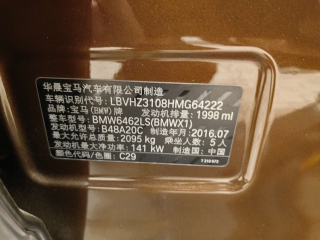 华晨宝马汽车有限公司制造
车辆识别代号: LBVHZ3108HMG64222
品牌: 宝马(BMW)牌 发动机排量: 1998 ml
整车型号: BMW6462LS(BMWX1)
发动机型号: B48A20C 制造年月: 2016.07
最大允许总质量: 2095 kg 乘坐人数: 5 人
发动机最大净功率: 141 kW 制造国: 中国
颜色代码/色圈: C29